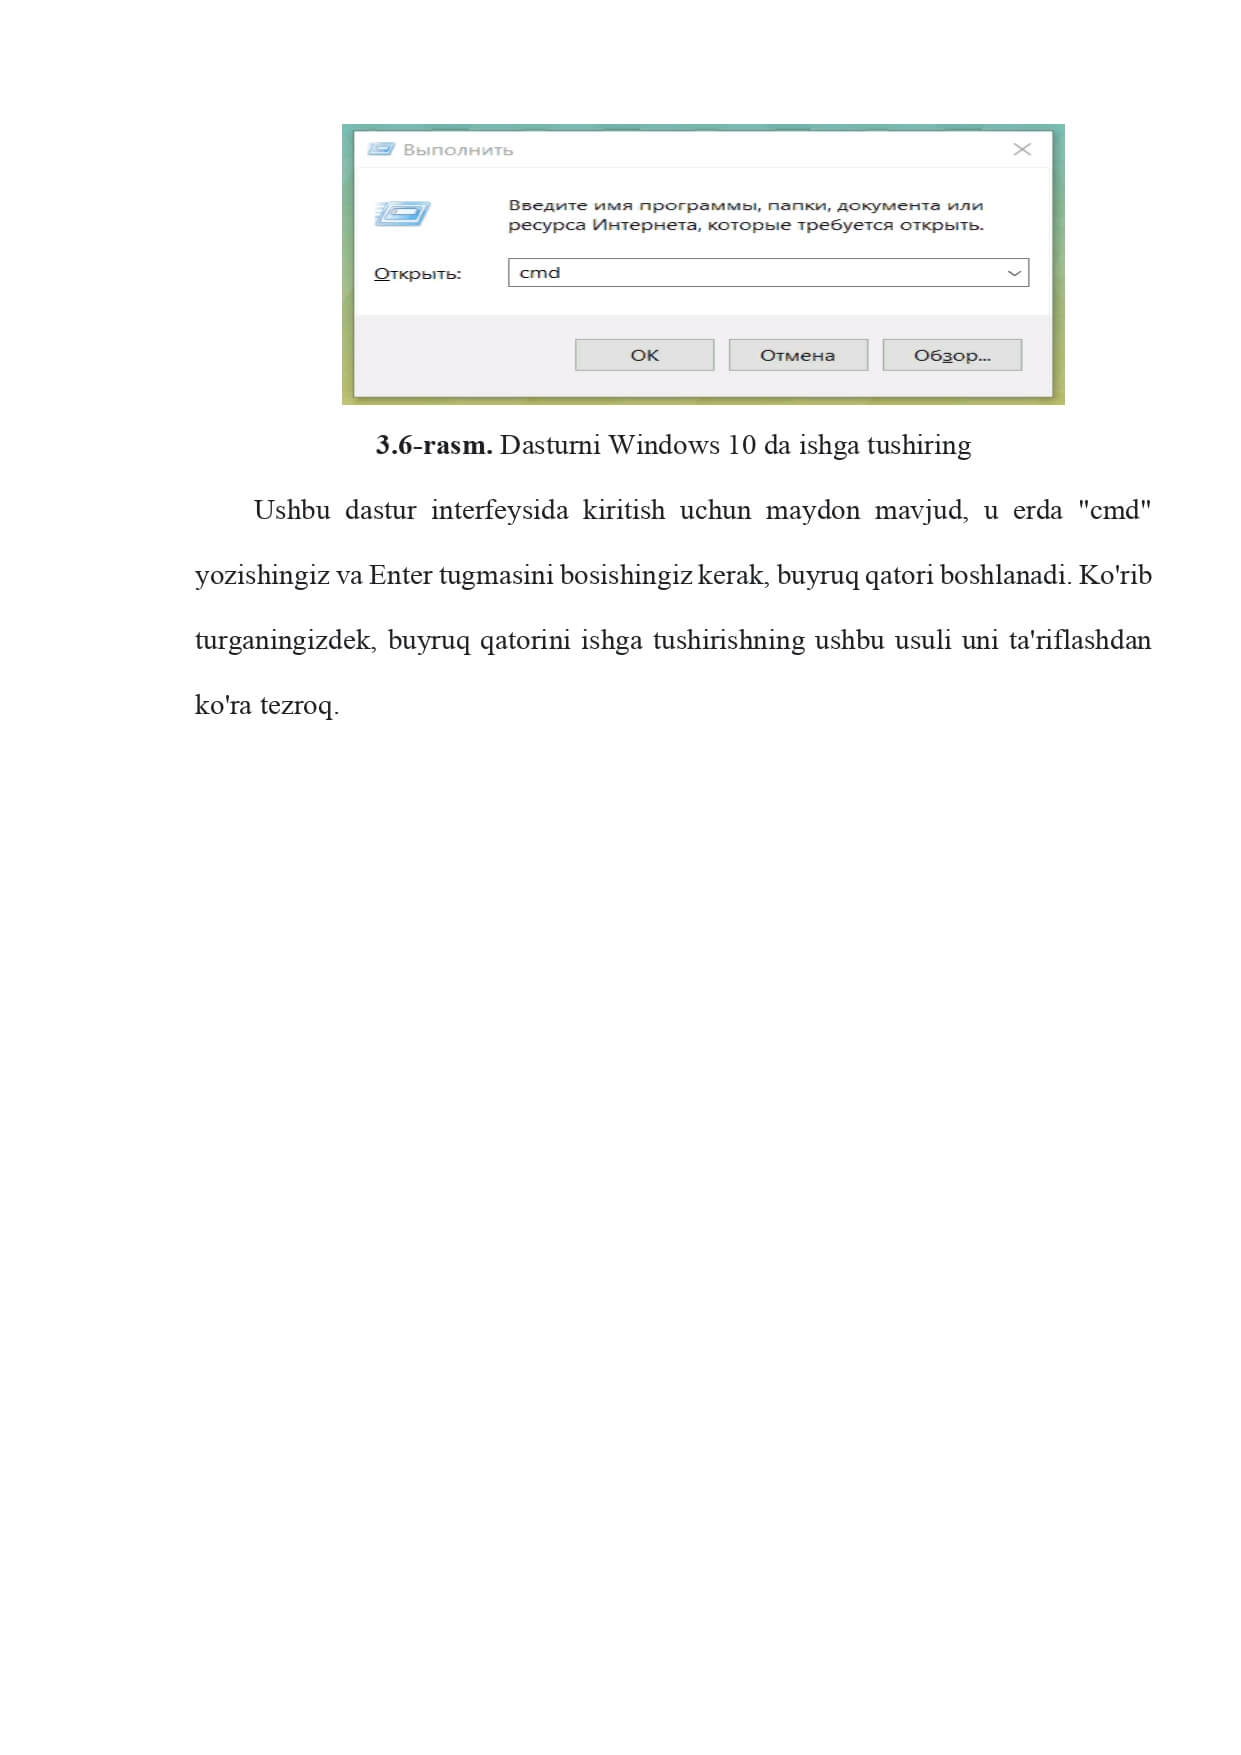 Выполнить
Введите имя программы, папки, документа или
ресурса Интернета, которые требуется открыть.
Открыть: cmd
ОК Отмена Обзор...
3.6-rasm. Dasturni Windows 10 da ishga tushiring
Ushbu dastur interfeysida kiritish uchun maydon mavjud, u erda "cmd"
yozishingiz va Enter tugmasini bosishingiz kerak, buyruq qatori boshlanadi. Ko'rib
turganingizdek, buyruq qatorini ishga tushirishning ushbu usuli uni ta'riflashdan
ko'ra tezroq.